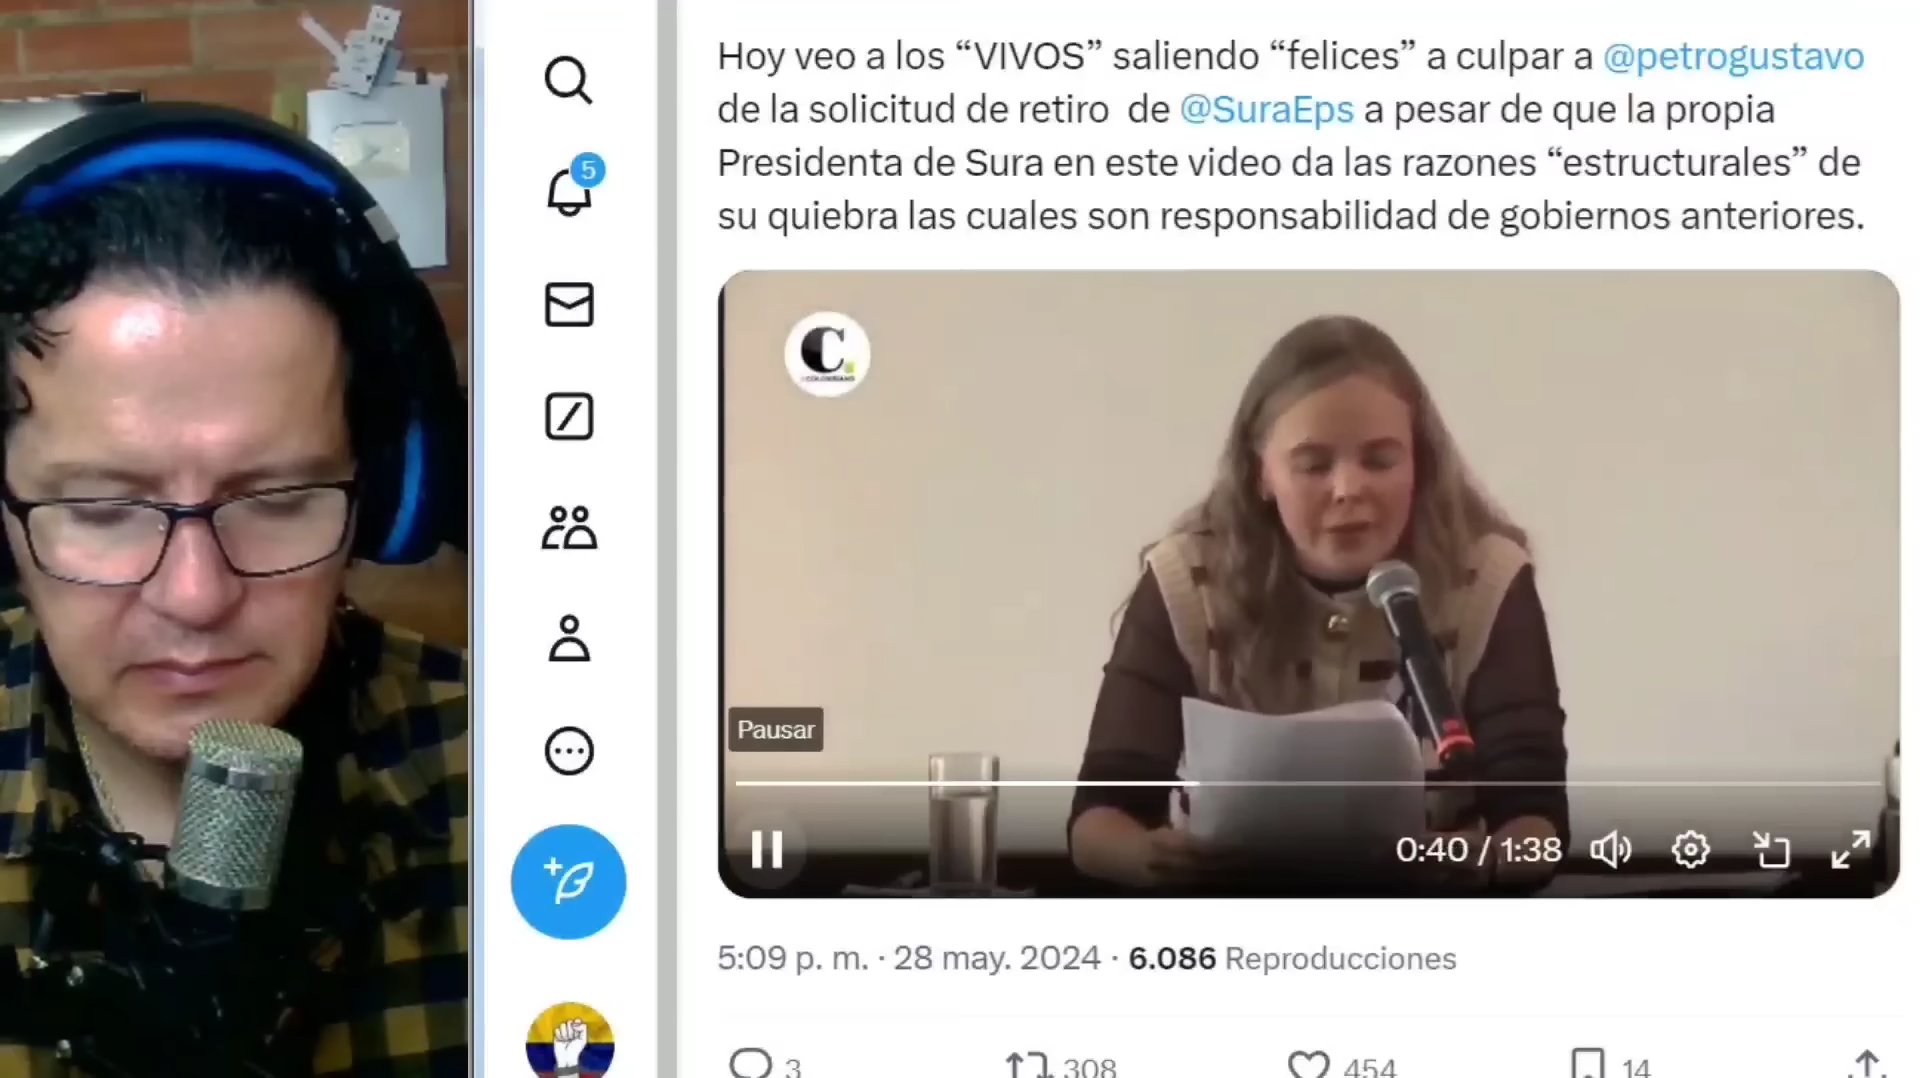 Hoy veo a los “VIVOS” saliendo “felices” a culpar a @petrogustavo
de la solicitud de retiro de @SuraEps a pesar de que la propia
Presidenta de Sura en este video da las razones “estructurales” de
su quiebra las cuales son responsabilidad de gobiernos anteriores.
5
C
EL COLOMBIANO
Pausar
0:40 / 1:38
5:09 p. m. · 28 may. 2024 · 6.086 Reproducciones
3 308 454 14